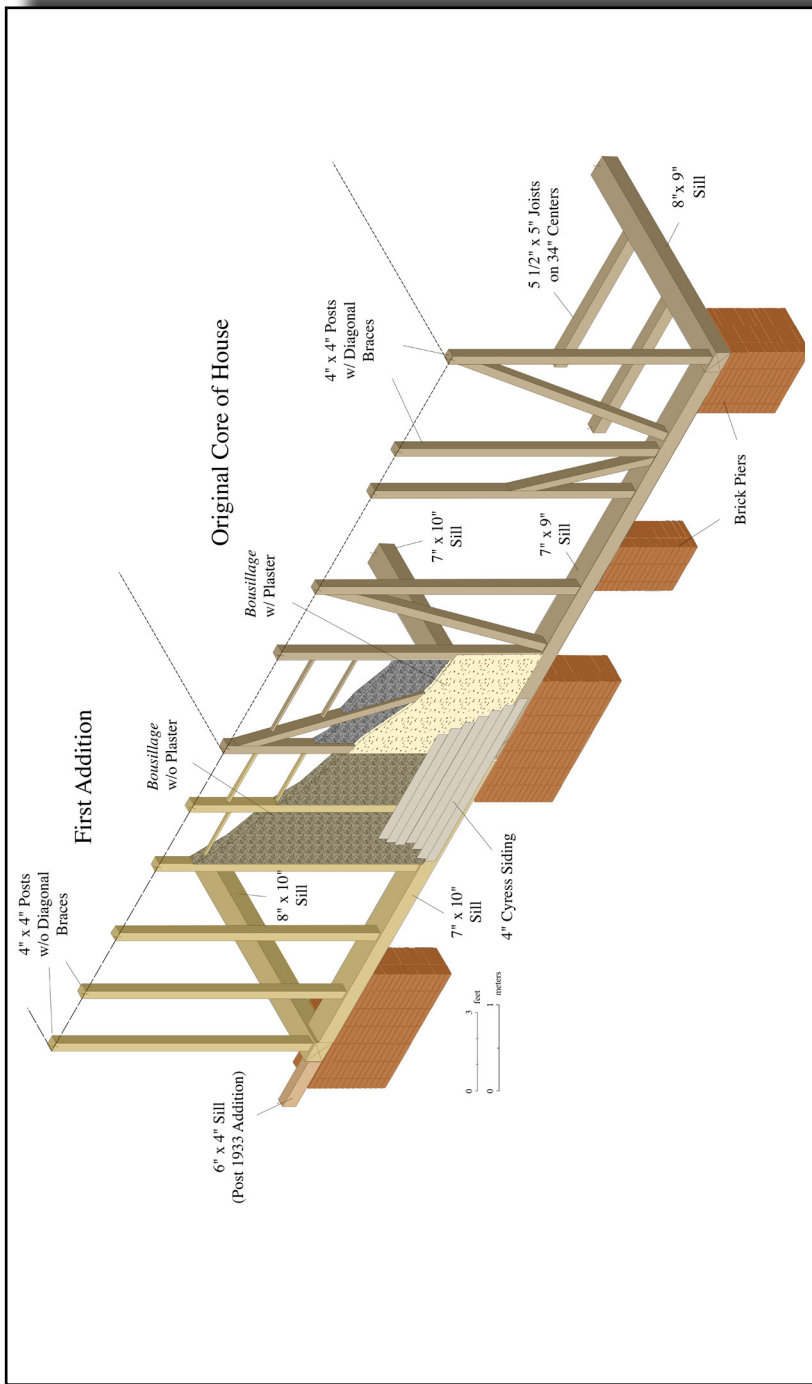 First Addition
Original Core of House
4" x 4" Posts
w/o Diagonal
Braces
Bousillage
w/o Plaster
Bousillage
w/ Plaster
4" x 4" Posts
w/ Diagonal
Braces
5 1/2" x 5" Joists
on 34" Centers
8"x 9"
Sill
7" x 10"
Sill
7" x 9"
Sill
Brick Piers
8" x 10"
Sill
7" x 10"
Sill
4" Cyress Siding
6" x 4" Sill
(Post 1933 Addition)
0 3
feet
0 1
meters